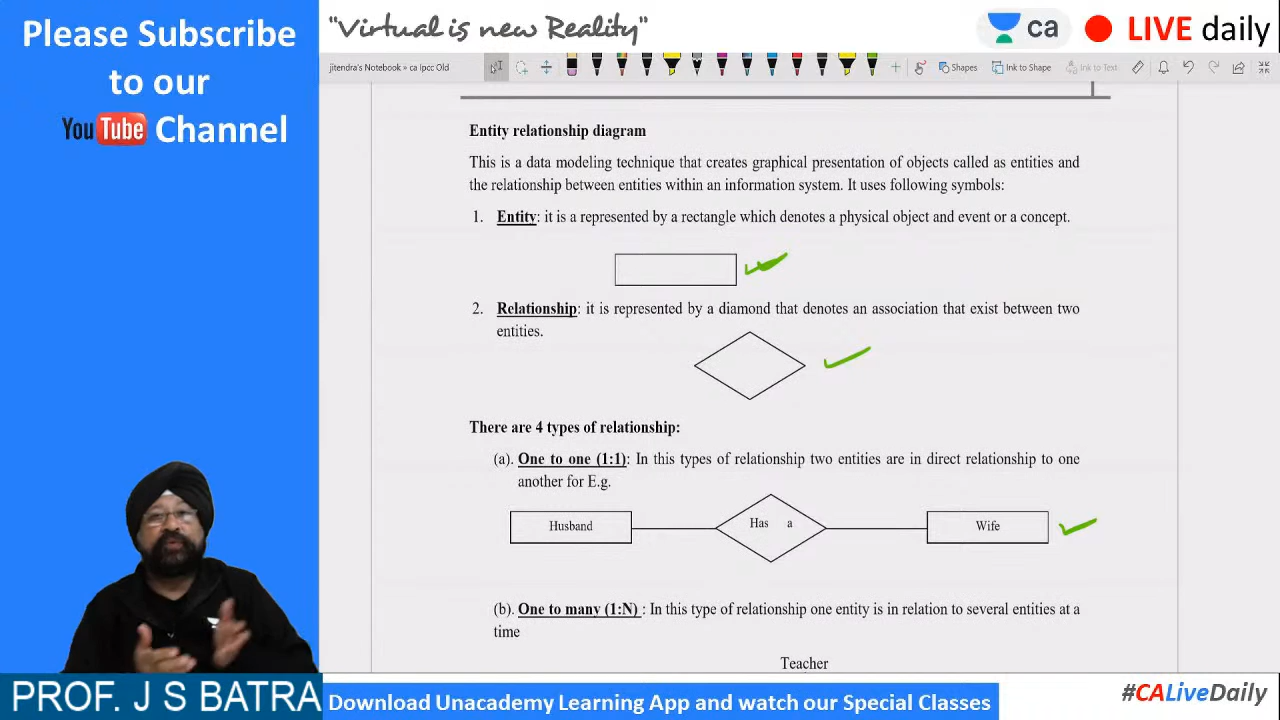 Please Subscribe
to our
YouTube Channel
"Virtual is new Reality"
ca LIVE daily
jitendra's Notebook » ca Ipcc Old
Shapes
Ink to Shape
Ink to Text
Entity relationship diagram
This is a data modeling technique that creates graphical presentation of objects called as entities and
the relationship between entities within an information system. It uses following symbols:
1. Entity: it is a represented by a rectangle which denotes a physical object and event or a concept.
2. Relationship: it is represented by a diamond that denotes an association that exist between two
entities.
There are 4 types of relationship:
(a). One to one (1:1): In this types of relationship two entities are in direct relationship to one
another for E.g.
Husband
Has a
Wife
(b). One to many (1:N) : In this type of relationship one entity is in relation to several entities at a
time
Teacher
PROF. J S BATRA
Download Unacademy Learning App and watch our Special Classes
#CALiveDaily